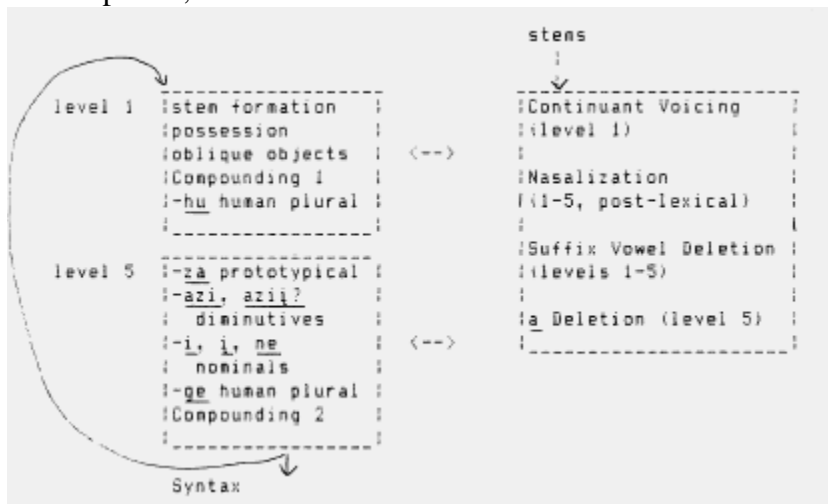 stems
level 1 stem formation
possession
oblique objects
Compounding 1
-hu human plural
<-->
Continuant Voicing
(level 1)
Nasalization
(1-5, post-lexical)
Suffix Vowel Deletion
(levels 1-5)
a Deletion (level 5)
level 5 -za prototypical
-azi, aziį?
diminutives
-i, į, ne
nominals
-ge human plural
Compounding 2
<-->
Syntax